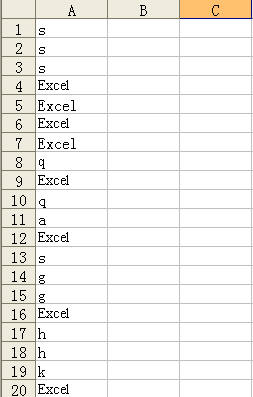 A B C
1 s
2 s
3 s
4 Excel
5 Excel
6 Excel
7 Excel
8 q
9 Excel
10 q
11 a
12 Excel
13 s
14 g
15 g
16 Excel
17 h
18 h
19 k
20 Excel